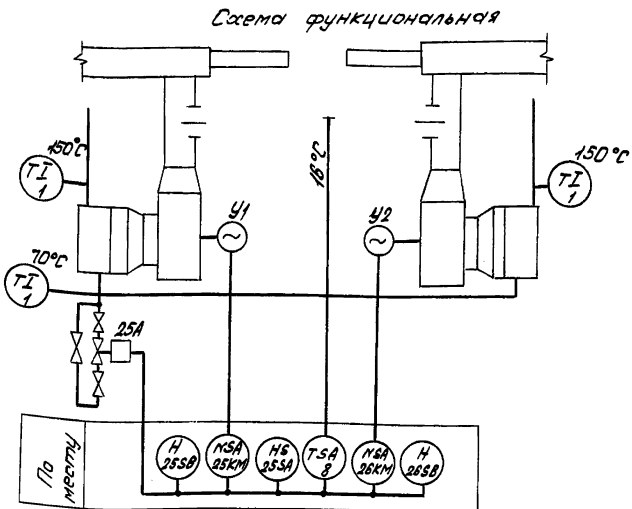 Схема функциональная
150°С
TI
1
150°С
TI
1
16°С
У1
~
У2
~
70°С
TI
1
25А
По
месту
H
25SB
NSA
25KM
HS
25SA
TSA
8
NSA
26KM
H
26SB